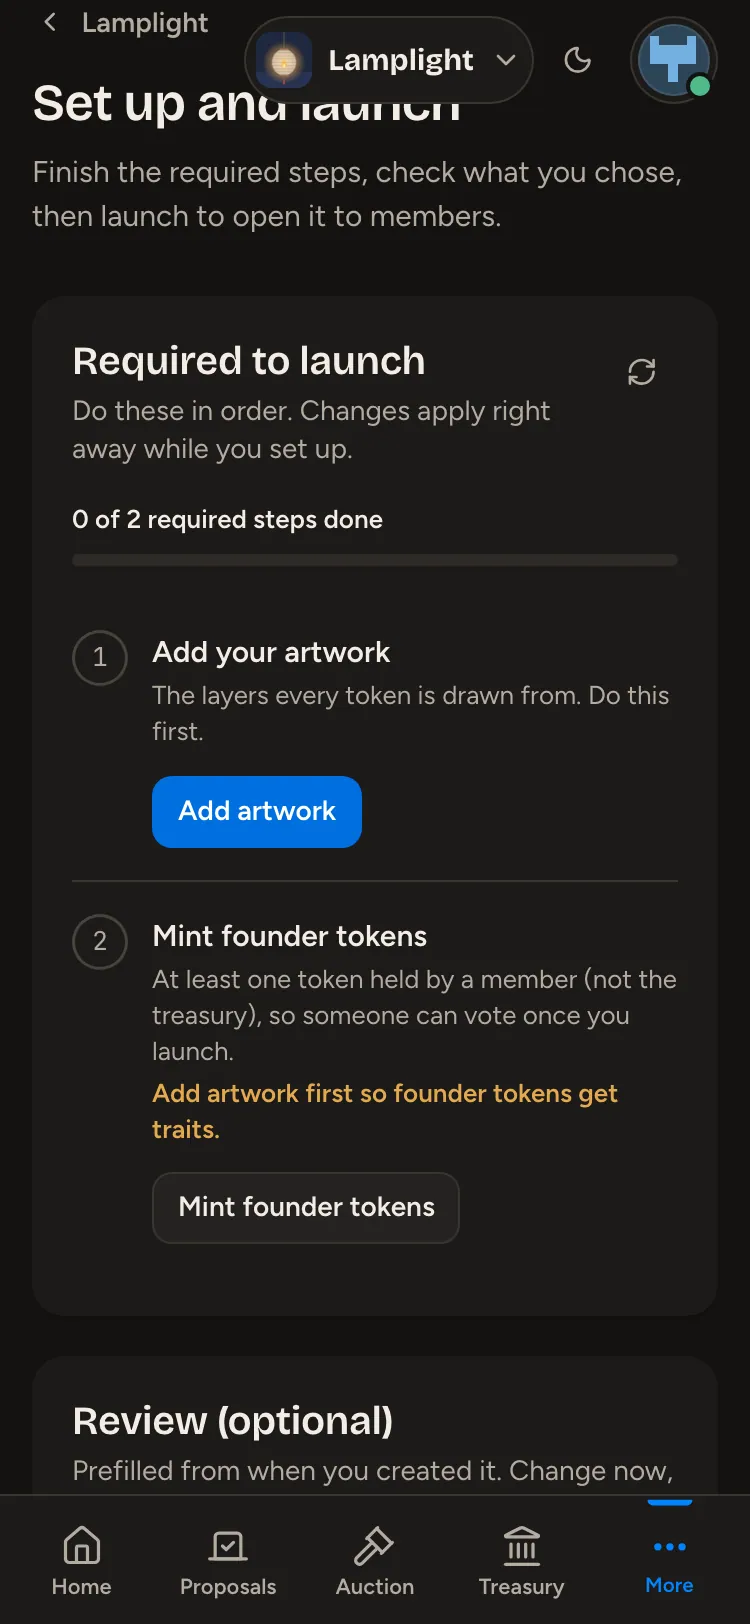 Lamplight
Lamplight
Set up and launch
Finish the required steps, check what you chose,
then launch to open it to members.
Required to launch
Do these in order. Changes apply right
away while you set up.
0 of 2 required steps done
1
Add your artwork
The layers every token is drawn from. Do this
first.
Add artwork
2
Mint founder tokens
At least one token held by a member (not the
treasury), so someone can vote once you
launch.
Add artwork first so founder tokens get
traits.
Mint founder tokens
Review (optional)
Prefilled from when you created it. Change now,
Home
Proposals
Auction
Treasury
More